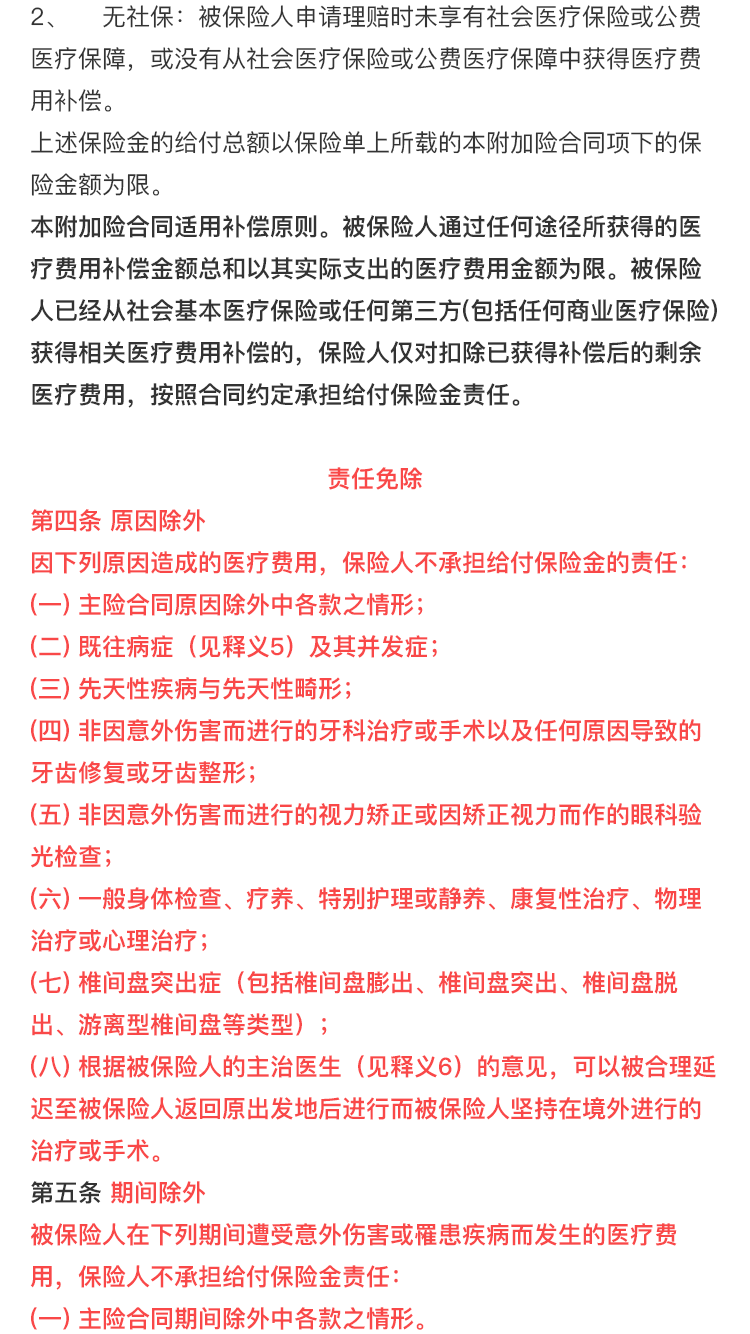 2、 无社保：被保险人申请理赔时未享有社会医疗保险或公费
医疗保障，或没有从社会医疗保险或公费医疗保障中获得医疗费
用补偿。
上述保险金的给付总额以保险单上所载的本附加险合同项下的保
险金额为限。
本附加险合同适用补偿原则。被保险人通过任何途径所获得的医
疗费用补偿金额总和以其实际支出的医疗费用金额为限。被保险
人已经从社会基本医疗保险或任何第三方(包括任何商业医疗保险)
获得相关医疗费用补偿的，保险人仅对扣除已获得补偿后的剩余
医疗费用，按照合同约定承担给付保险金责任。
责任免除
第四条 原因除外
因下列原因造成的医疗费用，保险人不承担给付保险金的责任：
(一) 主险合同原因除外中各款之情形；
(二) 既往病症（见释义5）及其并发症；
(三) 先天性疾病与先天性畸形；
(四) 非因意外伤害而进行的牙科治疗或手术以及任何原因导致的
牙齿修复或牙齿整形；
(五) 非因意外伤害而进行的视力矫正或因矫正视力而作的眼科验
光检查；
(六) 一般身体检查、疗养、特别护理或静养、康复性治疗、物理
治疗或心理治疗；
(七) 椎间盘突出症（包括椎间盘膨出、椎间盘突出、椎间盘脱
出、游离型椎间盘等类型）；
(八) 根据被保险人的主治医生（见释义6）的意见，可以被合理延
迟至被保险人返回原出发地后进行而被保险人坚持在境外进行的
治疗或手术。
第五条 期间除外
被保险人在下列期间遭受意外伤害或罹患疾病而发生的医疗费
用，保险人不承担给付保险金责任：
(一) 主险合同期间除外中各款之情形。